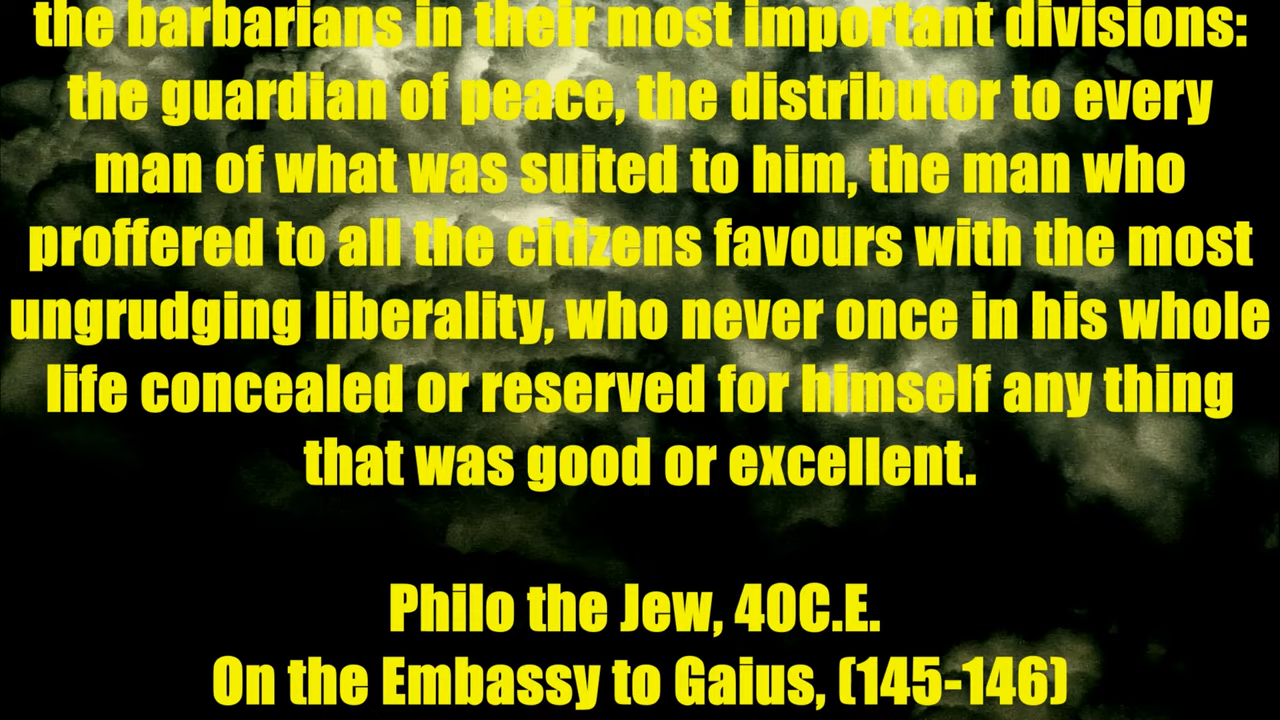 the barbarians in their most important divisions:
the guardian of peace, the distributor to every
man of what was suited to him, the man who
proffered to all the citizens favours with the most
ungrudging liberality, who never once in his whole
life concealed or reserved for himself any thing
that was good or excellent.
Philo the Jew, 40C.E.
On the Embassy to Gaius, (145-146)